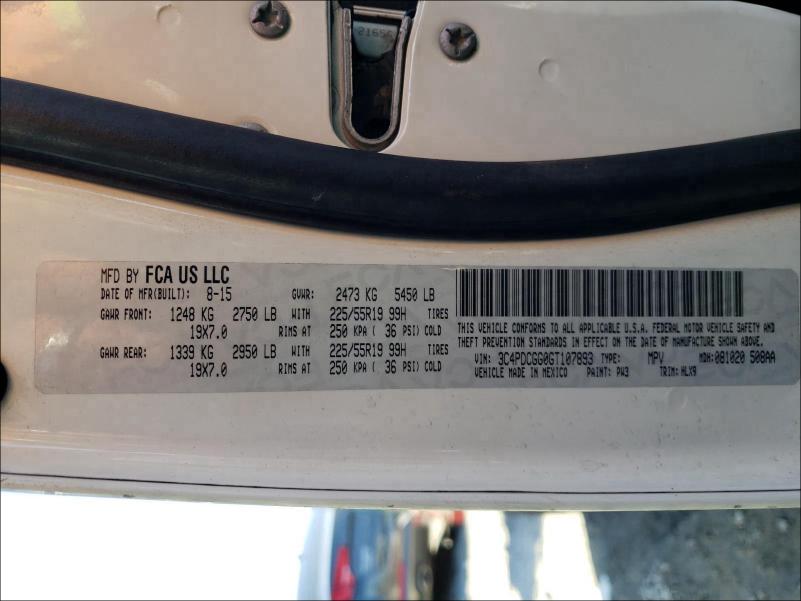 MFD BY FCA US LLC
DATE OF MFR(BUILT): 8-15 GVWR: 2473 KG 5450 LB
GAWR FRONT: 1248 KG 2750 LB WITH 225/55R19 99H TIRES
19X7.0 RIMS AT 250 KPA ( 36 PSI) COLD
GAWR REAR: 1339 KG 2950 LB WITH 225/55R19 99H TIRES
19X7.0 RIMS AT 250 KPA ( 36 PSI) COLD
THIS VEHICLE CONFORMS TO ALL APPLICABLE U.S.A. FEDERAL MOTOR VEHICLE SAFETY AND
THEFT PREVENTION STANDARDS IN EFFECT ON THE DATE OF MANUFACTURE SHOWN ABOVE.
VIN: 3C4PDCGG0GT107893 TYPE: MPV MDH: 081020 508AA
VEHICLE MADE IN MEXICO PAINT: PW3 TRIM: HLX9